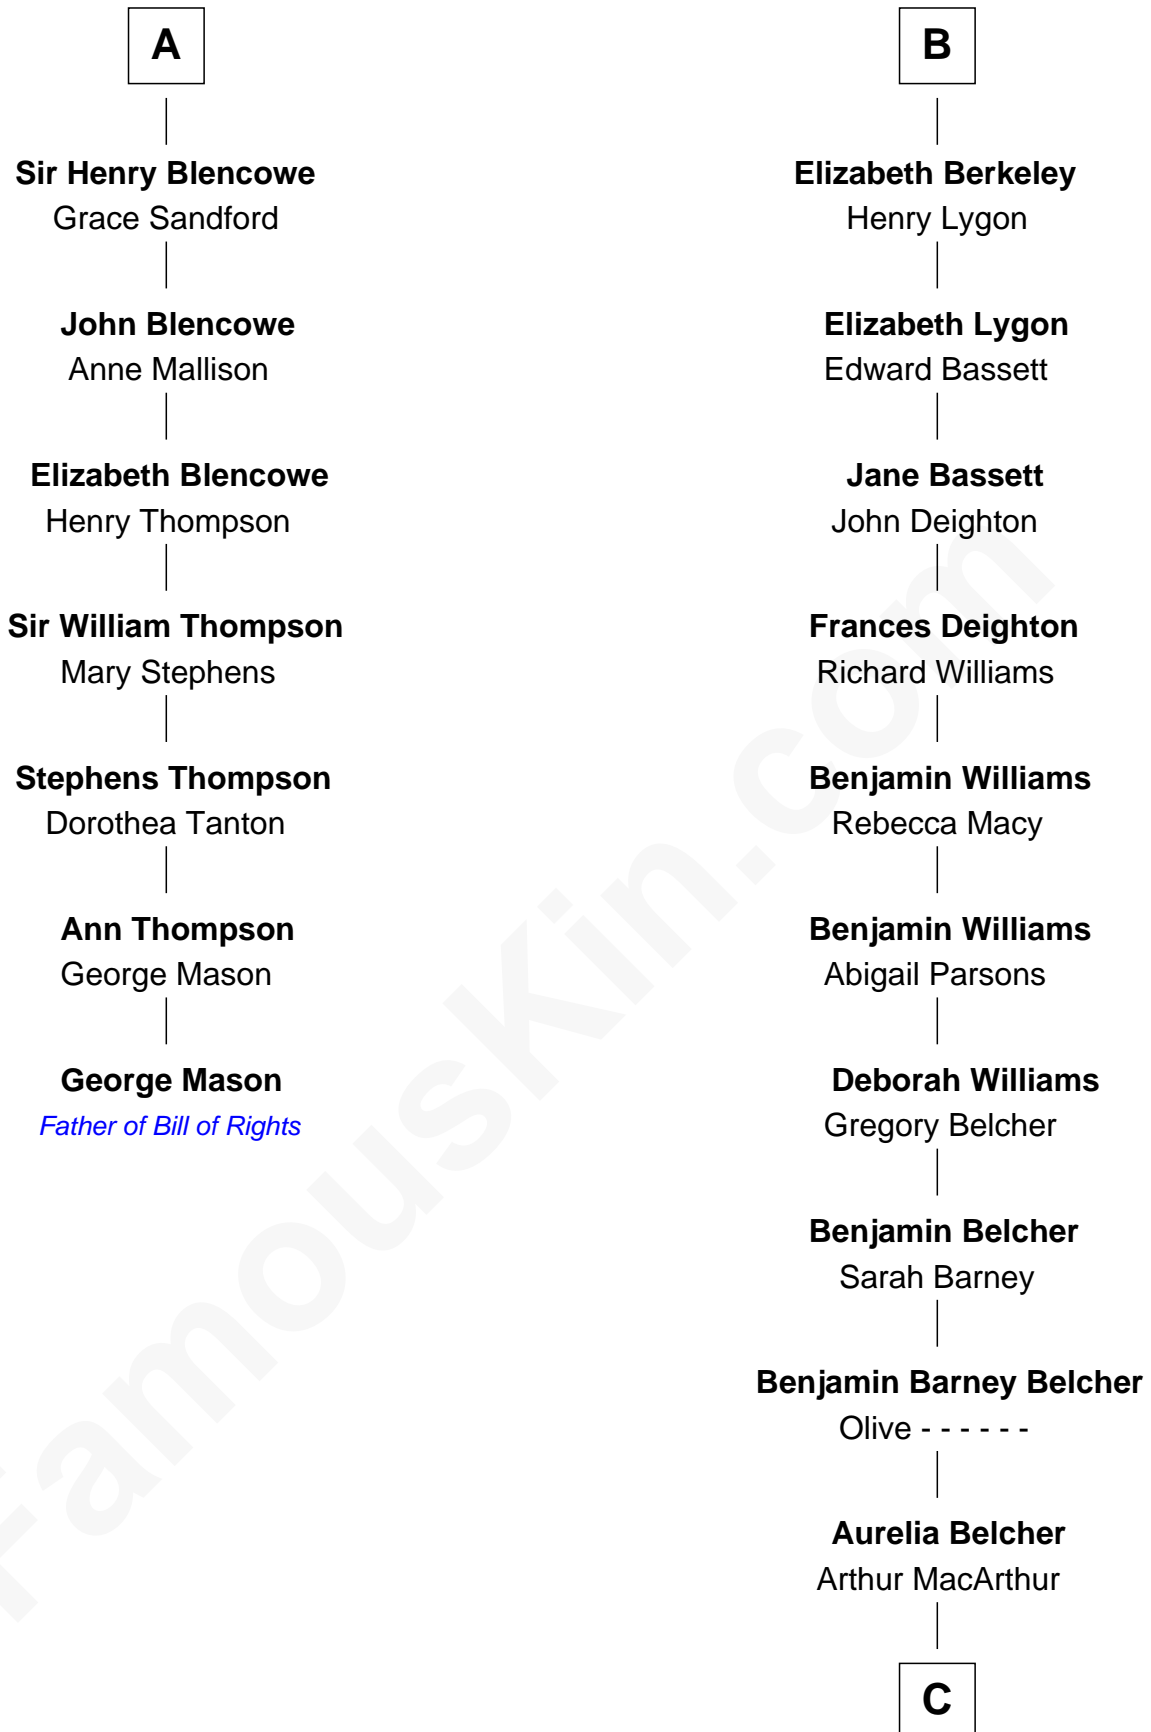 A
Sir Henry Blencowe
Grace Sandford
John Blencowe
Anne Mallison
Elizabeth Blencowe
Henry Thompson
Sir William Thompson
Mary Stephens
Stephens Thompson
Dorothea Tanton
Ann Thompson
George Mason
George Mason
Father of Bill of Rights
B
Elizabeth Berkeley
Henry Lygon
Elizabeth Lygon
Edward Bassett
Jane Bassett
John Deighton
Frances Deighton
Richard Williams
Benjamin Williams
Rebecca Macy
Benjamin Williams
Abigail Parsons
Deborah Williams
Gregory Belcher
Benjamin Belcher
Sarah Barney
Benjamin Barney Belcher
Olive - - - - - -
Aurelia Belcher
Arthur MacArthur
C
FamousKin.com